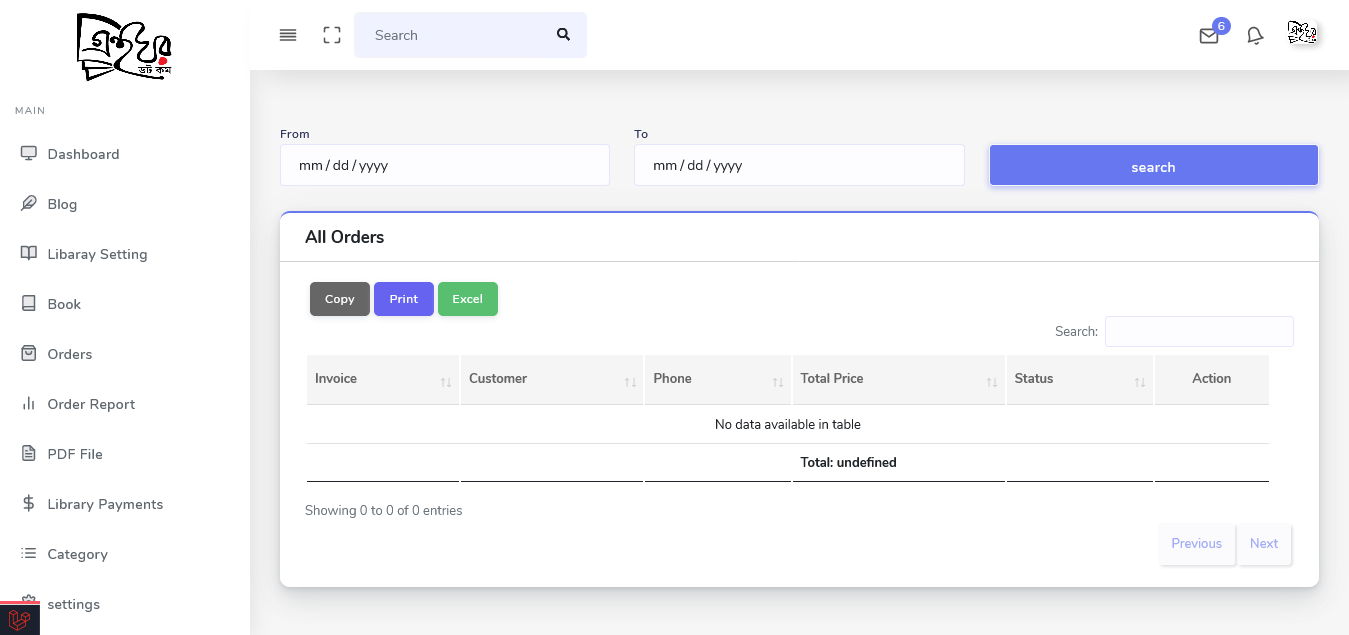 ডট কম
Search
6
MAIN
Dashboard
Blog
Libaray Setting
Book
Orders
Order Report
PDF File
Library Payments
Category
settings
From
To
mm/dd/yyyy
mm/dd/yyyy
search
All Orders
Copy Print Excel
Search:
Invoice Customer Phone Total Price Status Action
No data available in table
Total: undefined
Showing 0 to 0 of 0 entries
Previous Next